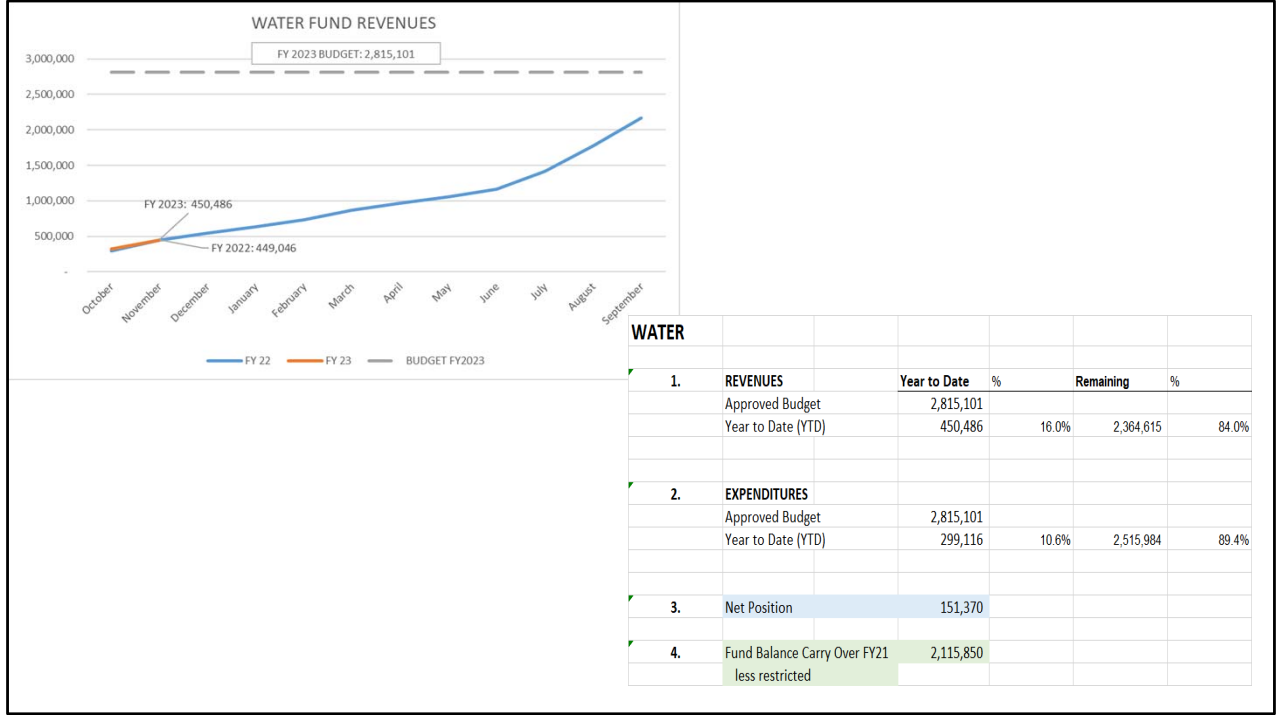 WATER FUND REVENUES
FY 2023 BUDGET: 2,815,101
3,000,000
2,500,000
2,000,000
1,500,000
1,000,000
500,000
-
FY 2023: 450,486
FY 2022: 449,046
October November December January February March April May June July August September
FY 22 FY 23 BUDGET FY2023
WATER
1. REVENUES Year to Date % Remaining %
Approved Budget 2,815,101
Year to Date (YTD) 450,486 16.0% 2,364,615 84.0%
2. EXPENDITURES
Approved Budget 2,815,101
Year to Date (YTD) 299,116 10.6% 2,515,984 89.4%
3. Net Position 151,370
4. Fund Balance Carry Over FY21 2,115,850
less restricted